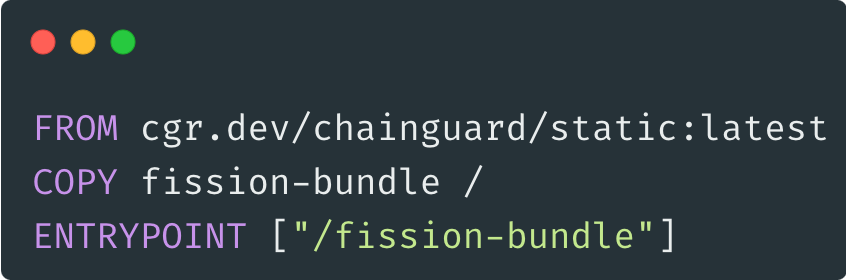 FROM cgr.dev/chainguard/static:latest
COPY fission-bundle /
ENTRYPOINT ["/fission-bundle"]